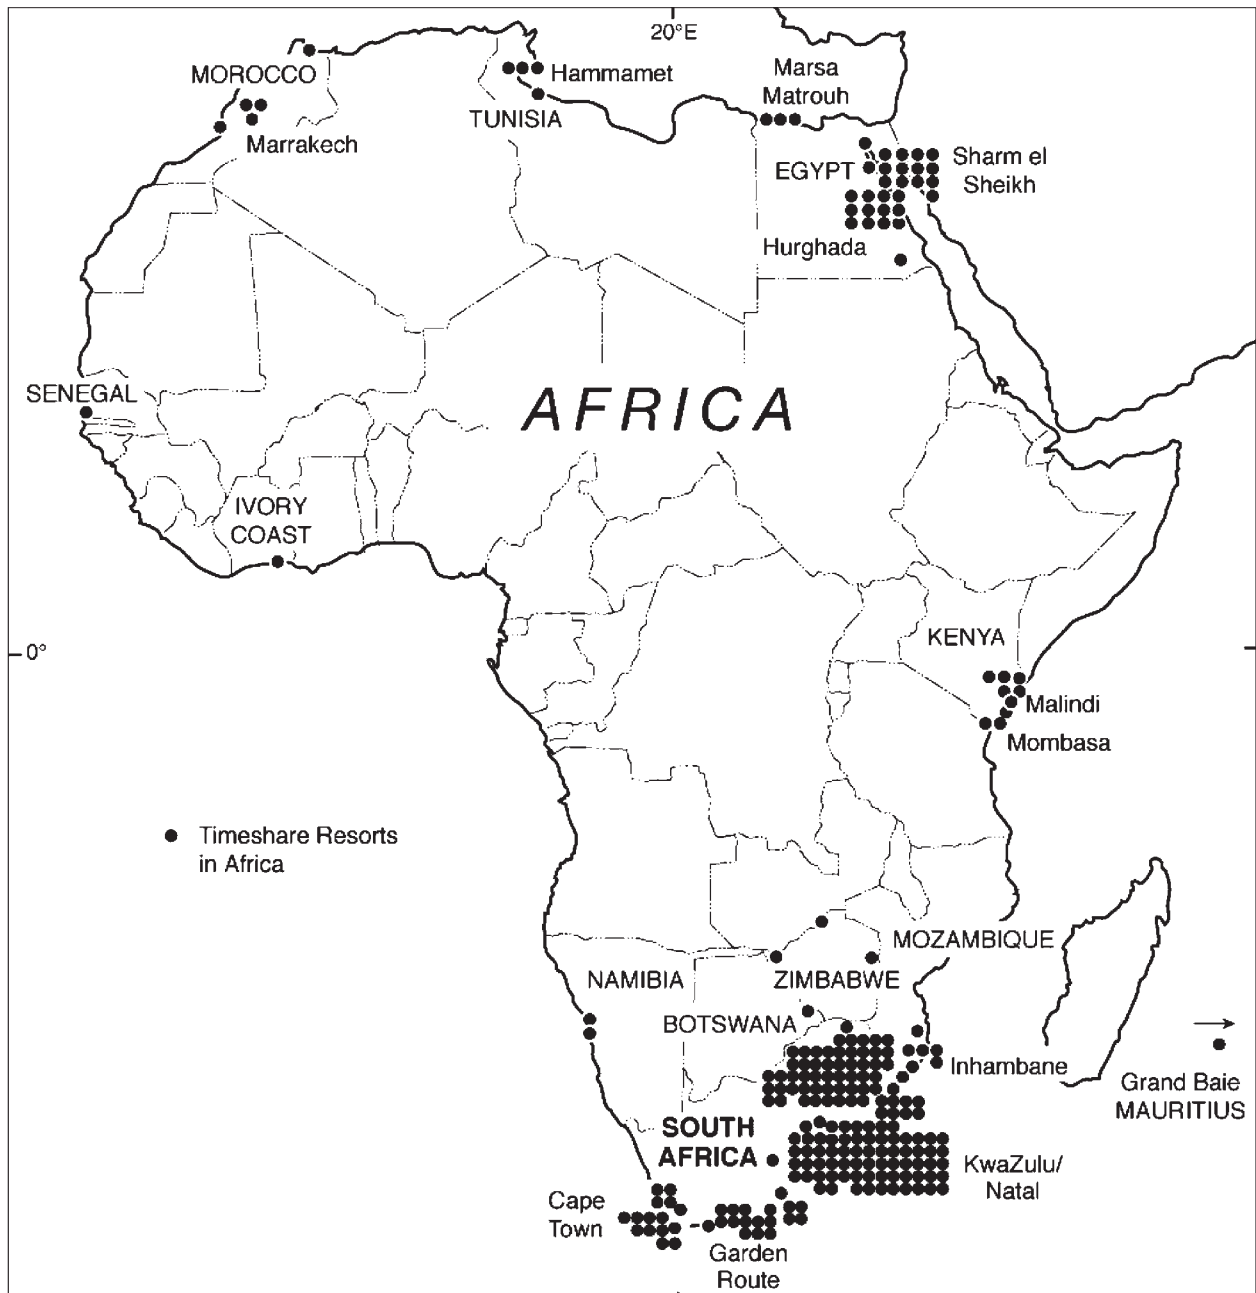 20°E
MOROCCO
Marrakech
Hammamet
TUNISIA
Marsa
Matrouh
EGYPT
Sharm el
Sheikh
Hurghada
SENEGAL
AFRICA
IVORY
COAST
0°
KENYA
Malindi
Mombasa
Timeshare Resorts
in Africa
MOZAMBIQUE
NAMIBIA
ZIMBABWE
BOTSWANA
Inhambane
Grand Baie
MAURITIUS
SOUTH
AFRICA
KwaZulu/
Natal
Cape
Town
Garden
Route